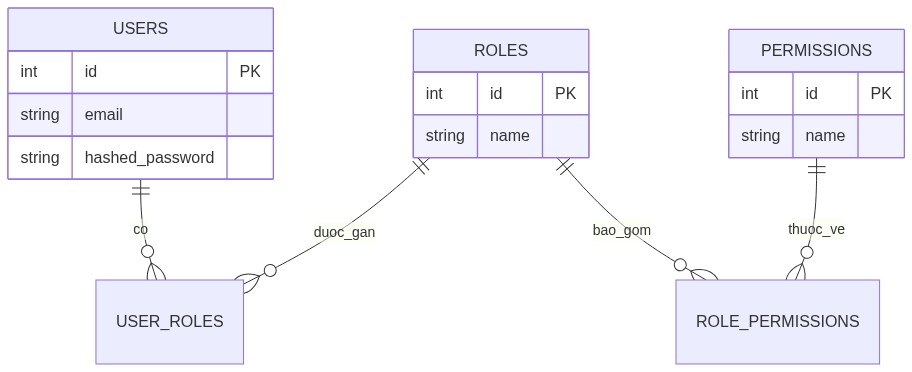 USERS
int id PK
string email
string hashed_password
ROLES
int id PK
string name
PERMISSIONS
int id PK
string name
co
duoc_gan
bao_gom
thuoc_ve
USER_ROLES
ROLE_PERMISSIONS